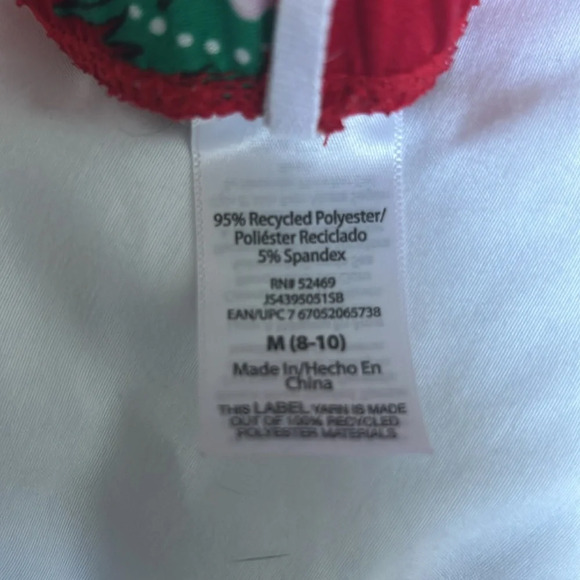 95% Recycled Polyester/
Poliéster Reciclado
5% Spandex
RN# 52469
JS4395051SB
EAN/UPC 7 67052065738
M (8-10)
Made In/Hecho En
China
THIS LABEL YARN IS MADE
OUT OF 100% RECYCLED
POLYESTER MATERIALS